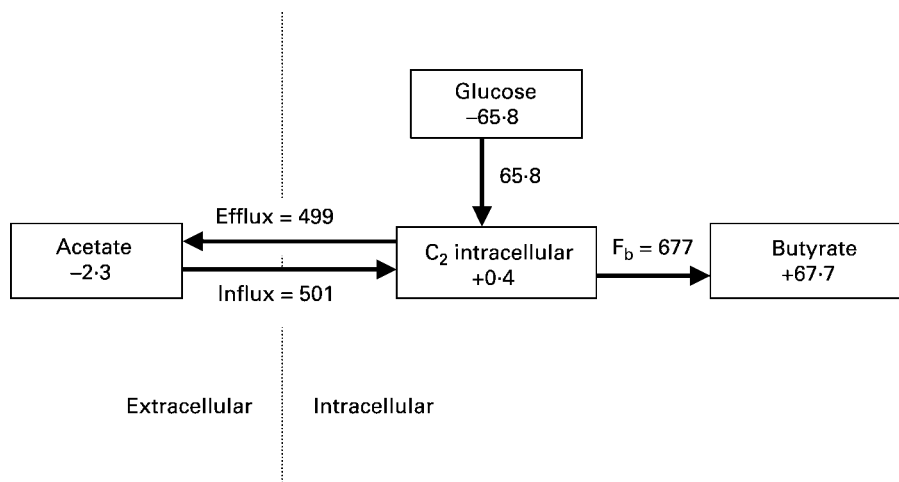 Glucose
–65·8
65·8
Efflux = 499
Acetate
–2·3
C2 intracellular
+0·4
Fb = 677
Butyrate
+67·7
Influx = 501
Extracellular
Intracellular